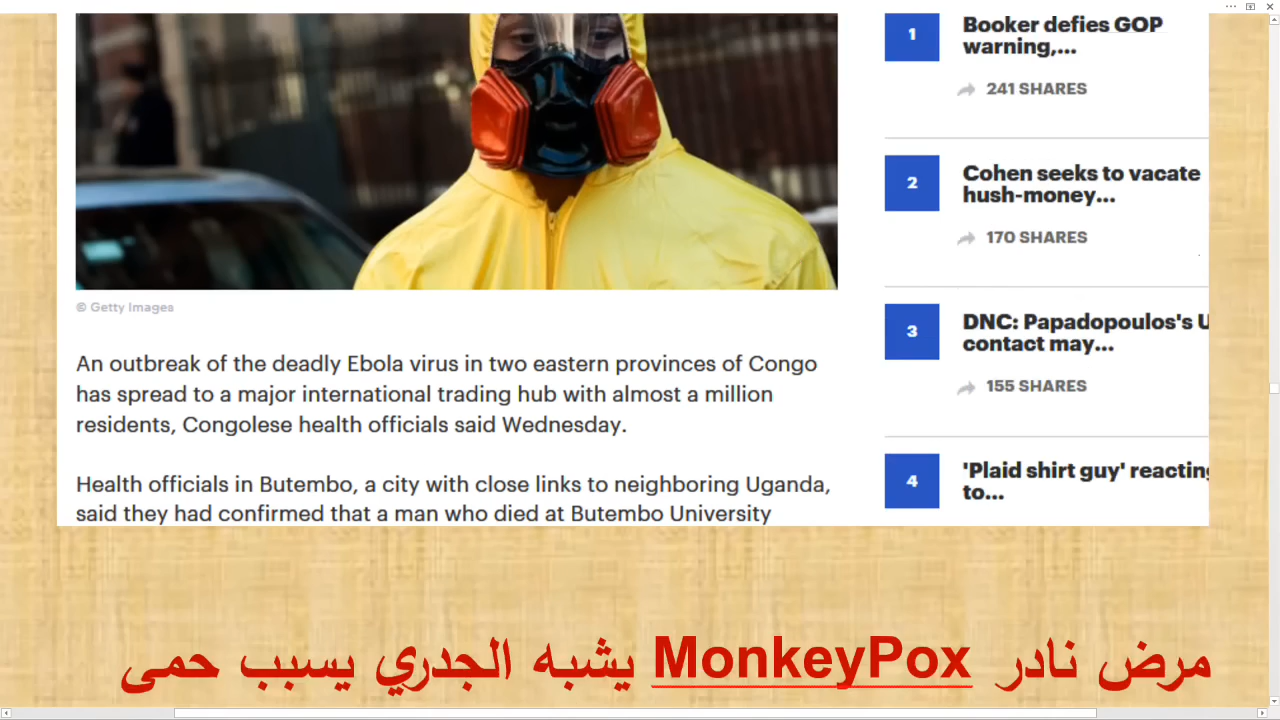 © Getty Images
An outbreak of the deadly Ebola virus in two eastern provinces of Congo
has spread to a major international trading hub with almost a million
residents, Congolese health officials said Wednesday.
Health officials in Butembo, a city with close links to neighboring Uganda,
said they had confirmed that a man who died at Butembo University
1
Booker defies GOP
warning,...
241 SHARES
2
Cohen seeks to vacate
hush-money...
170 SHARES
3
DNC: Papadopoulos's U
contact may...
155 SHARES
4
'Plaid shirt guy' reacting
to...
مرض نادر MonkeyPox يشبه الجدري يسبب حمى